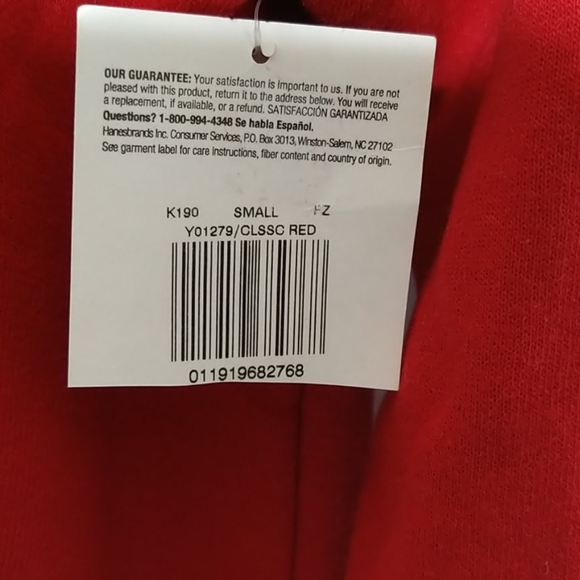 OUR GUARANTEE: Your satisfaction is important to us. If you are not
pleased with this product, return it to the address below. You will receive
a replacement, if available, or a refund. SATISFACCIÓN GARANTIZADA
Questions? 1-800-994-4348 Se habla Español.
Hanesbrands Inc. Consumer Services, P.O. Box 3013, Winston-Salem, NC 27102
See garment label for care instructions, fiber content and country of origin.
K190 SMALL
Y01279/CLSSC RED
011919682768